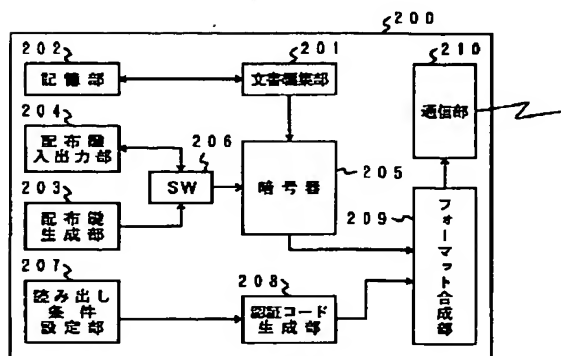 200
202
記憶部
201
文書編集部
210
通信部
204
配布鍵
入出力部
206
SW
205
暗号器
203
配布鍵
生成部
209
フォーマット合成部
207
読み出し
条件
設定部
208
認証コード
生成部